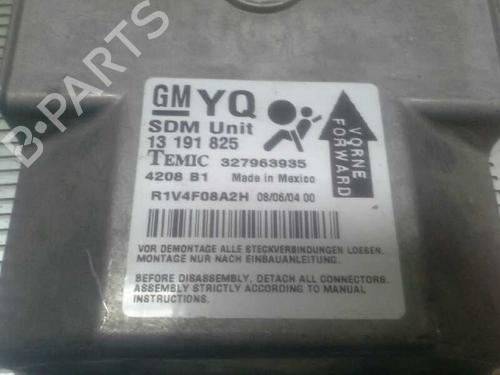 B-PARTS
GM YQ
SDM Unit
13 191 825
TEMIC 327963935
4208 B1 Made in Mexico
R1V4F08A2H 08/06/04 00
VORNE
FORWARD
VOR DEMONTAGE ALLE STECKVERBINDUNGEN LOESEN.
MONTAGE NUR NACH EINBAUANLEITUNG.
BEFORE DISASSEMBLY, DETACH ALL CONNECTORS.
ASSEMBLY STRICTLY ACCORDING TO MANUAL
INSTRUCTIONS.